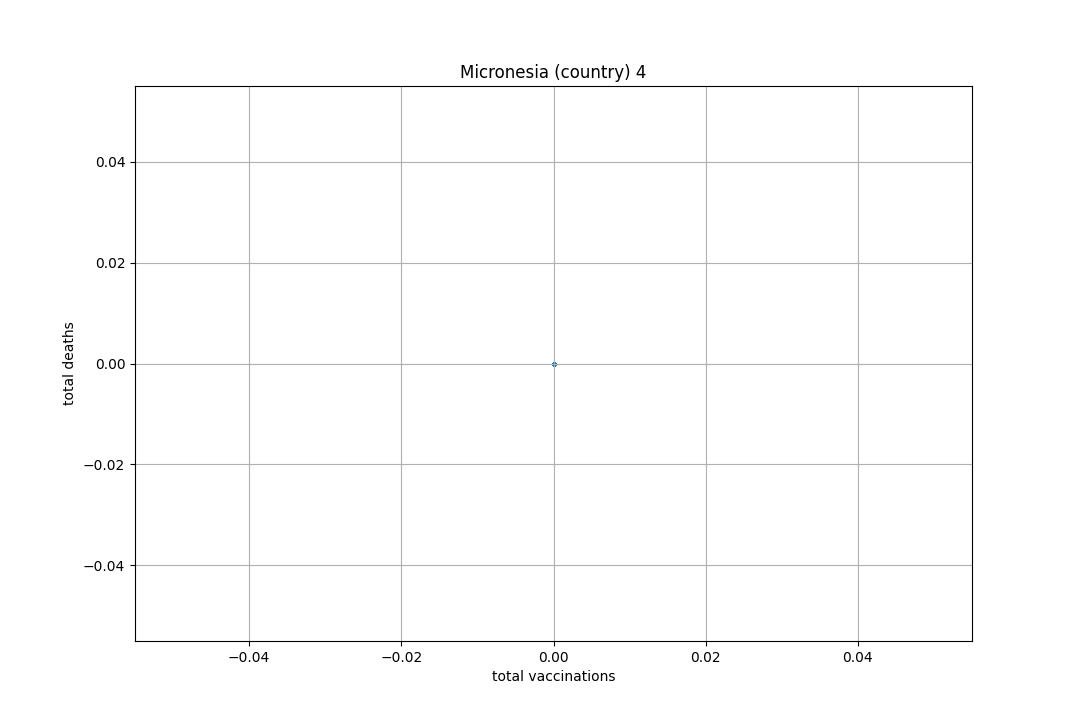 Micronesia (country) 4
0.04
0.02
0.00
−0.02
−0.04
total deaths
−0.04 −0.02 0.00 0.02 0.04
total vaccinations